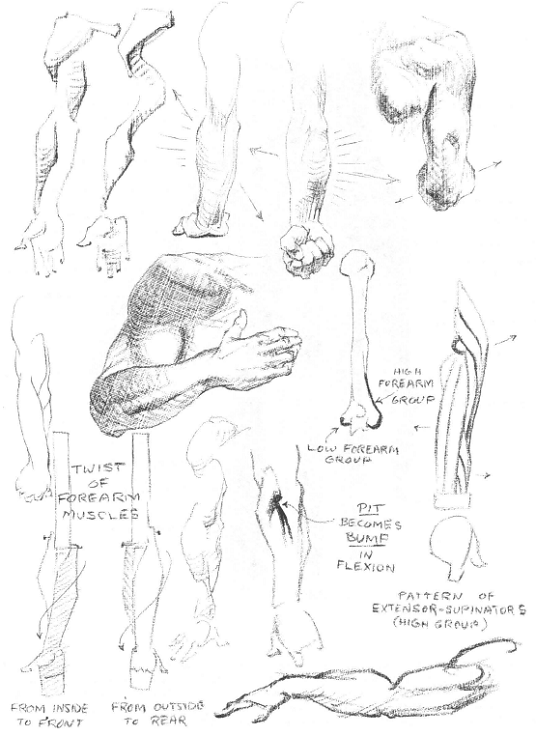 HIGH
FOREARM
GROUP
LOW FOREARM
GROUP
TWIST
OF
FOREARM
MUSCLES
PIT
BECOMES
BUMP
IN
FLEXION
PATTERN OF
EXTENSOR-SUPINATORS
(HIGH GROUP)
FROM INSIDE
TO FRONT
FROM OUTSIDE
TO REAR